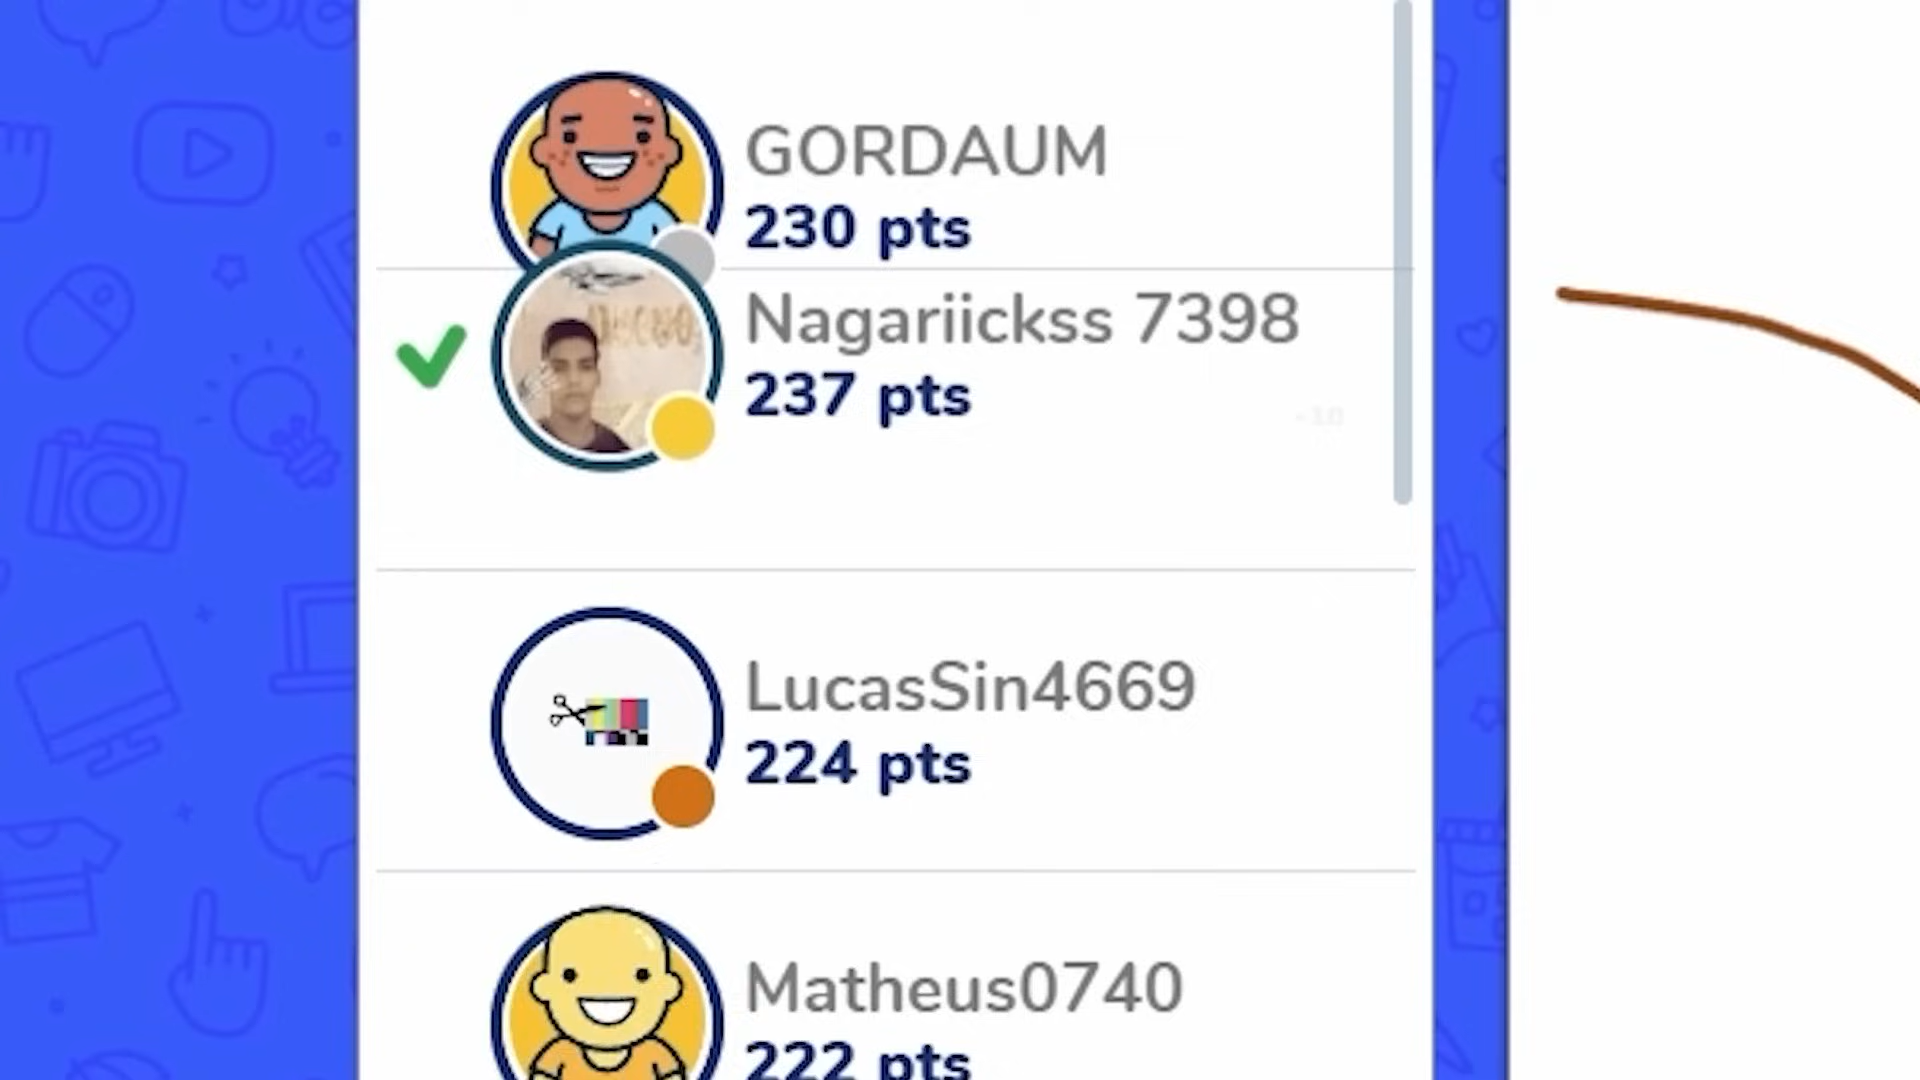 GORDAUM
230 pts
Nagariickss 7398
237 pts
LucasSin4669
224 pts
Matheus0740
222 pts